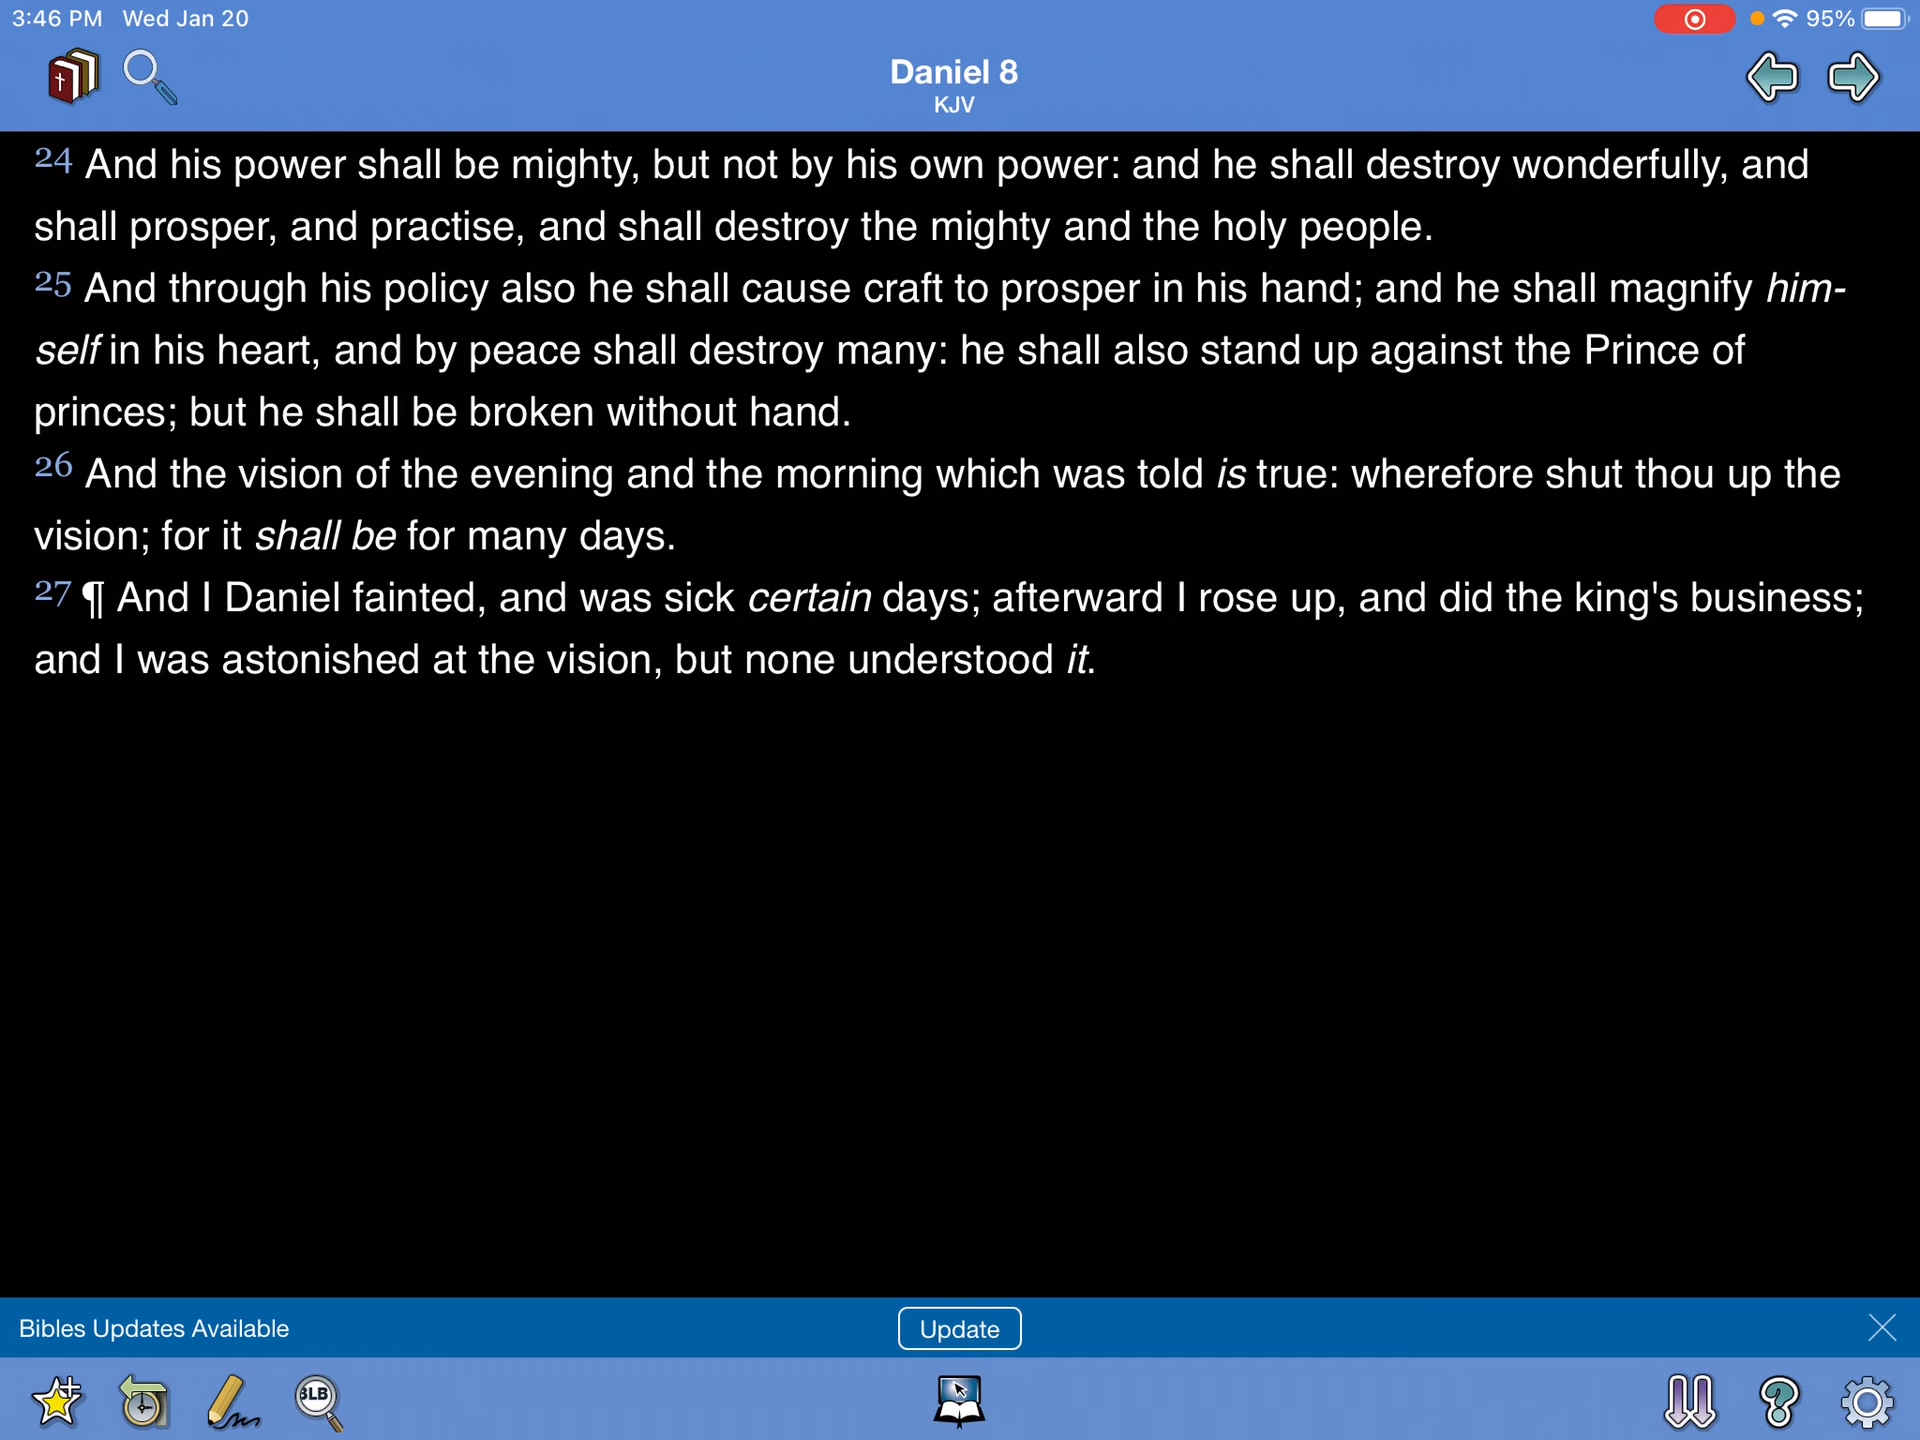 3:46 PM Wed Jan 20
95%
Daniel 8
KJV
24 And his power shall be mighty, but not by his own power: and he shall destroy wonderfully, and
shall prosper, and practise, and shall destroy the mighty and the holy people.
25 And through his policy also he shall cause craft to prosper in his hand; and he shall magnify him-
self in his heart, and by peace shall destroy many: he shall also stand up against the Prince of
princes; but he shall be broken without hand.
26 And the vision of the evening and the morning which was told is true: wherefore shut thou up the
vision; for it shall be for many days.
27 ¶ And I Daniel fainted, and was sick certain days; afterward I rose up, and did the king's business;
and I was astonished at the vision, but none understood it.
Bibles Updates Available
Update
BLB